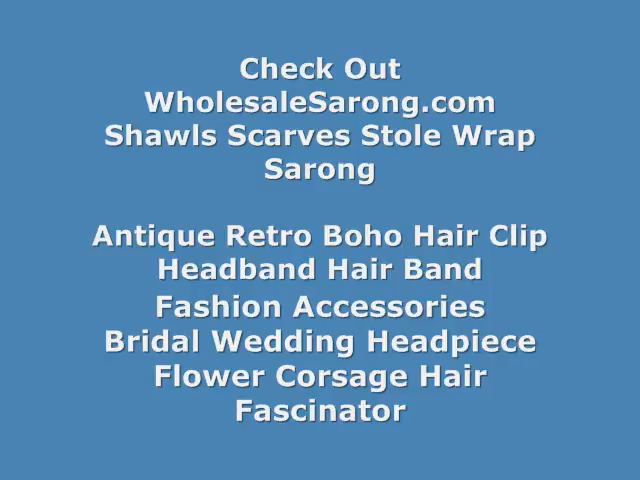 Check Out
WholesaleSarong.com
Shawls Scarves Stole Wrap
Sarong
Antique Retro Boho Hair Clip
Headband Hair Band
Fashion Accessories
Bridal Wedding Headpiece
Flower Corsage Hair
Fascinator